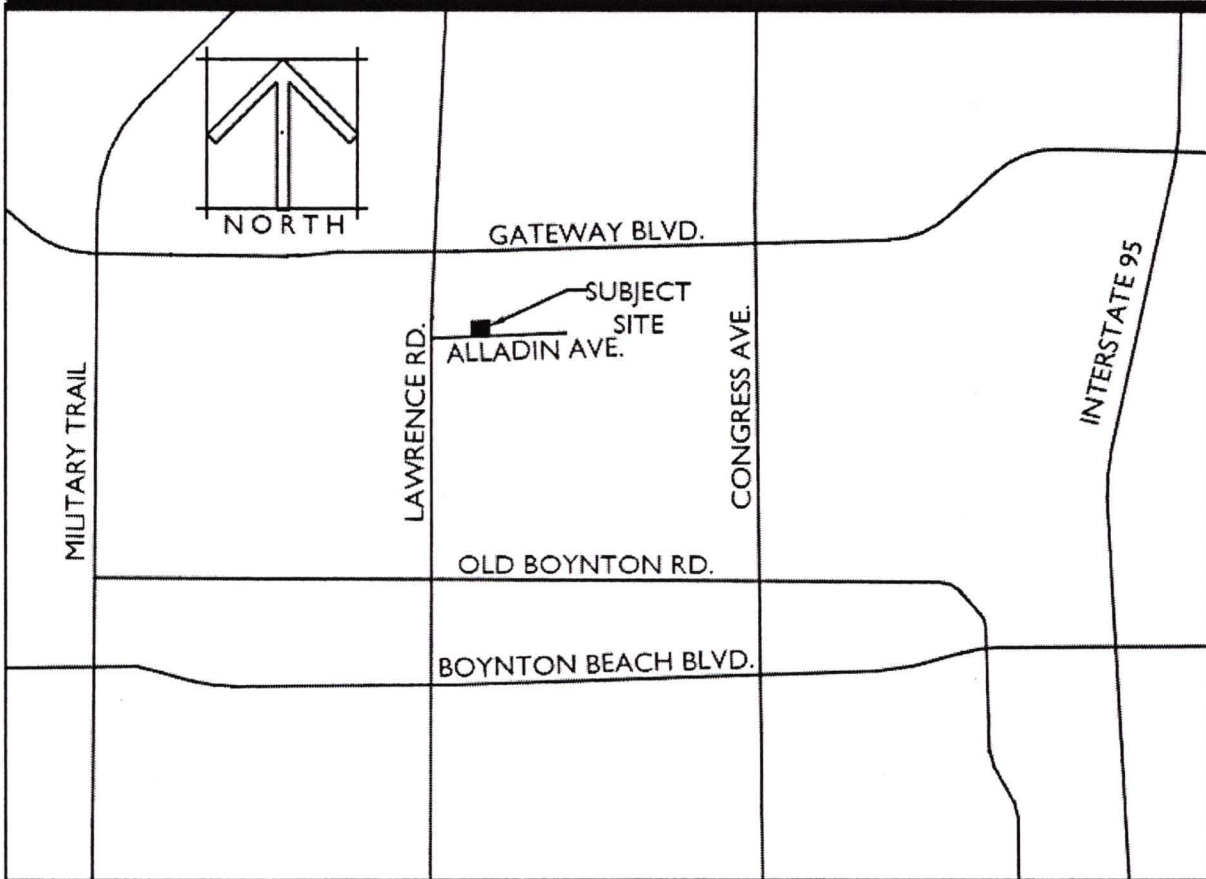 NORTH
GATEWAY BLVD.
SUBJECT
SITE
ALLADIN AVE.
MILITARY TRAIL
LAWRENCE RD.
CONGRESS AVE.
INTERSTATE 95
OLD BOYNTON RD.
BOYNTON BEACH BLVD.